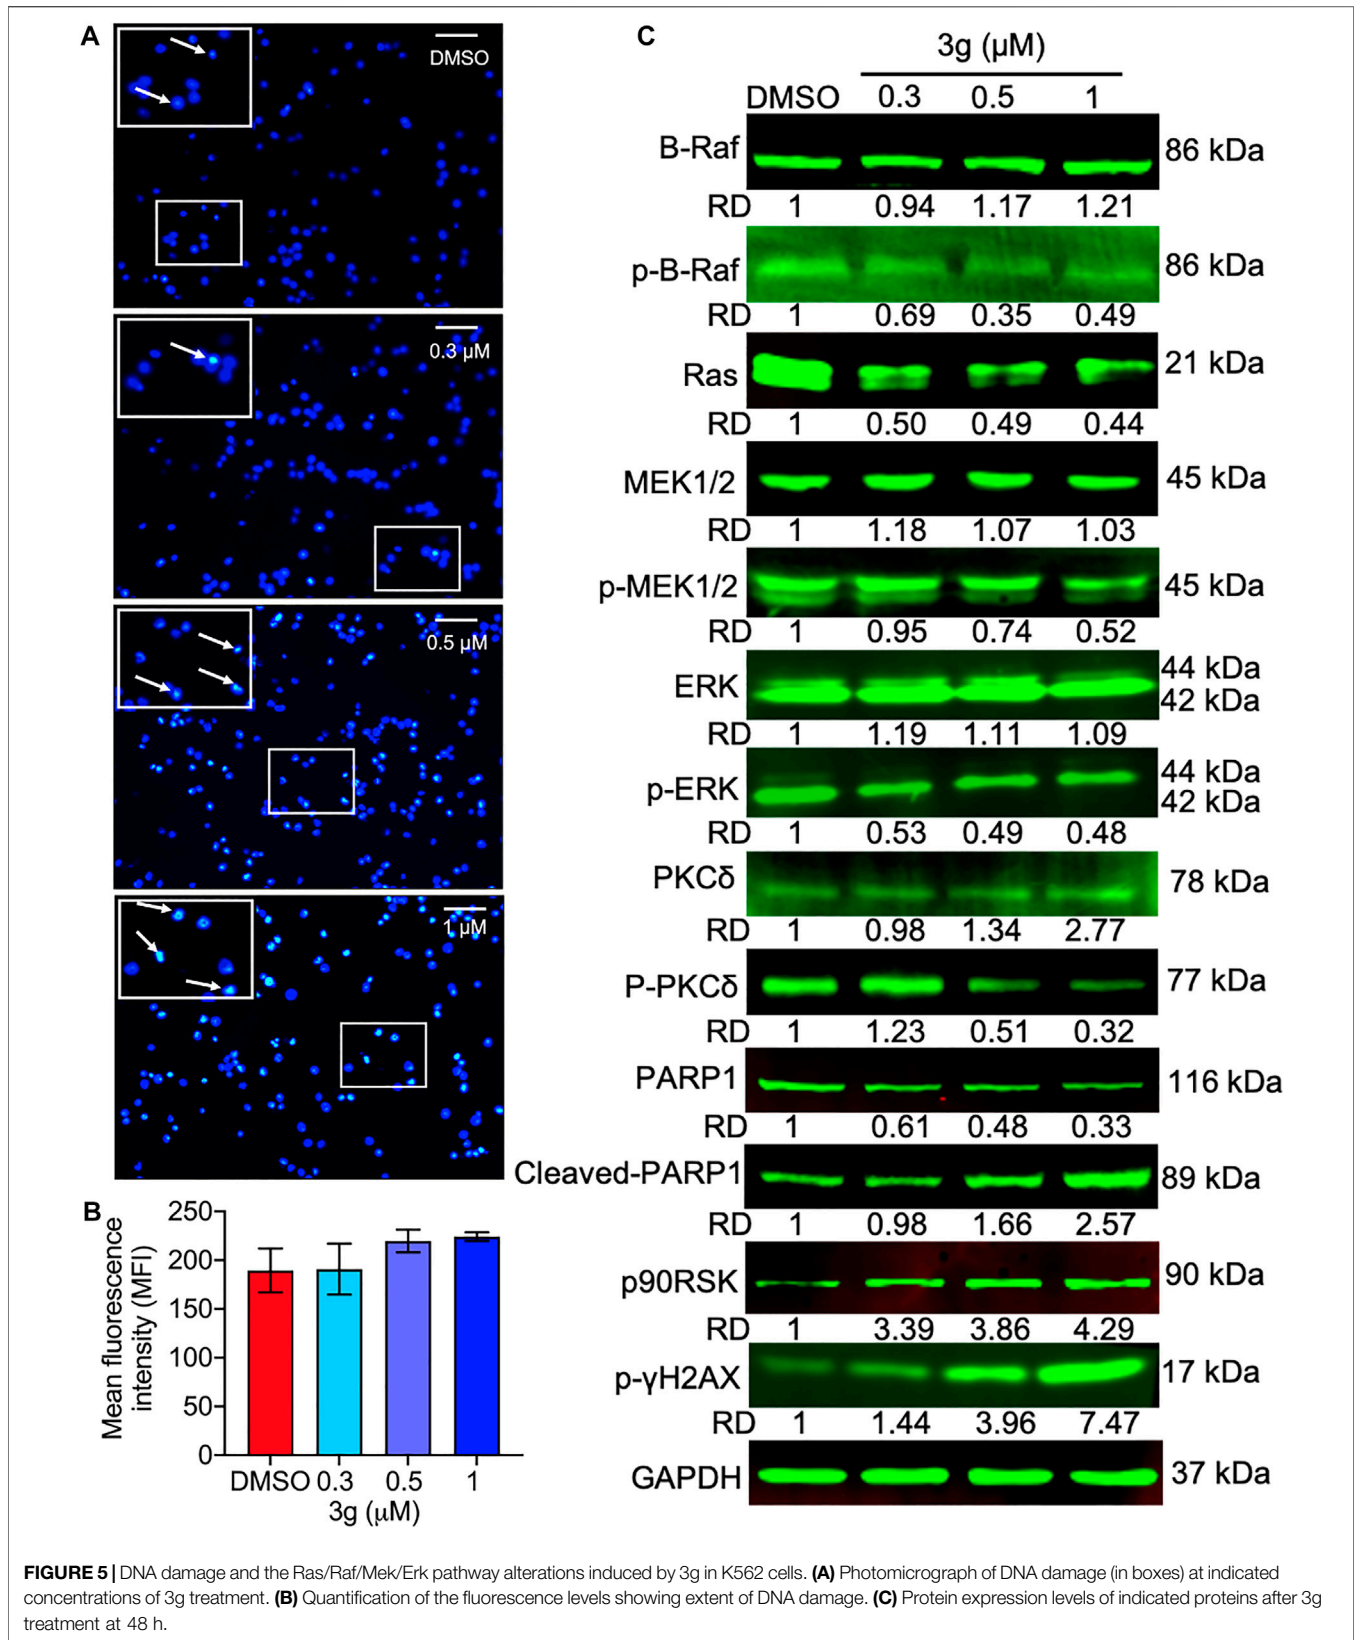 A
DMSO
0.3 µM
0.5 µM
1 µM
B
Mean fluorescence
intensity (MFI)
250
200
150
100
50
0
DMSO 0.3 0.5 1
3g (µM)
C
3g (µM)
DMSO 0.3 0.5 1
B-Raf 86 kDa
RD 1 0.94 1.17 1.21
p-B-Raf 86 kDa
RD 1 0.69 0.35 0.49
Ras 21 kDa
RD 1 0.50 0.49 0.44
MEK1/2 45 kDa
RD 1 1.18 1.07 1.03
p-MEK1/2 45 kDa
RD 1 0.95 0.74 0.52
ERK 44 kDa
42 kDa
RD 1 1.19 1.11 1.09
p-ERK 44 kDa
42 kDa
RD 1 0.53 0.49 0.48
PKCδ 78 kDa
RD 1 0.98 1.34 2.77
P-PKCδ 77 kDa
RD 1 1.23 0.51 0.32
PARP1 116 kDa
RD 1 0.61 0.48 0.33
Cleaved-PARP1 89 kDa
RD 1 0.98 1.66 2.57
p90RSK 90 kDa
RD 1 3.39 3.86 4.29
p-γH2AX 17 kDa
RD 1 1.44 3.96 7.47
GAPDH 37 kDa
FIGURE 5 | DNA damage and the Ras/Raf/Mek/Erk pathway alterations induced by 3g in K562 cells. (A) Photomicrograph of DNA damage (in boxes) at indicated
concentrations of 3g treatment. (B) Quantification of the fluorescence levels showing extent of DNA damage. (C) Protein expression levels of indicated proteins after 3g
treatment at 48 h.